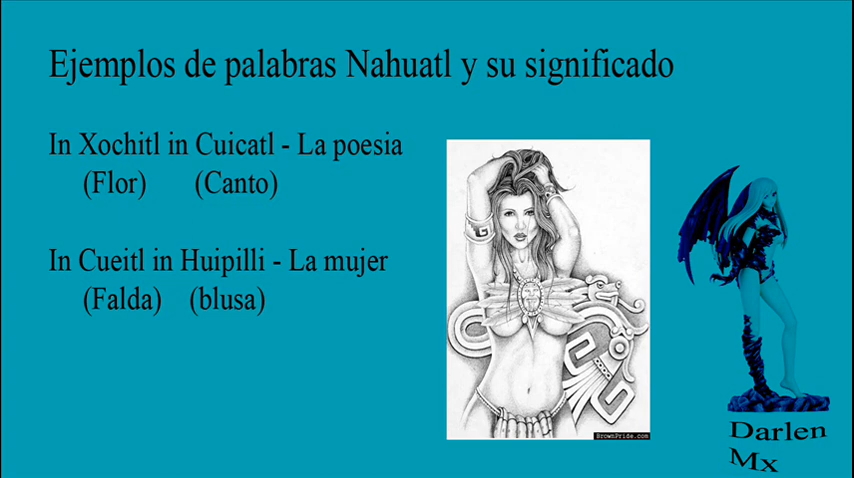 Ejemplos de palabras Nahuatl y su significado
In Xochitl in Cuicatl - La poesia
(Flor) (Canto)
In Cueitl in Huipilli - La mujer
(Falda) (blusa)
BrownPride.com
Darlen
Mx